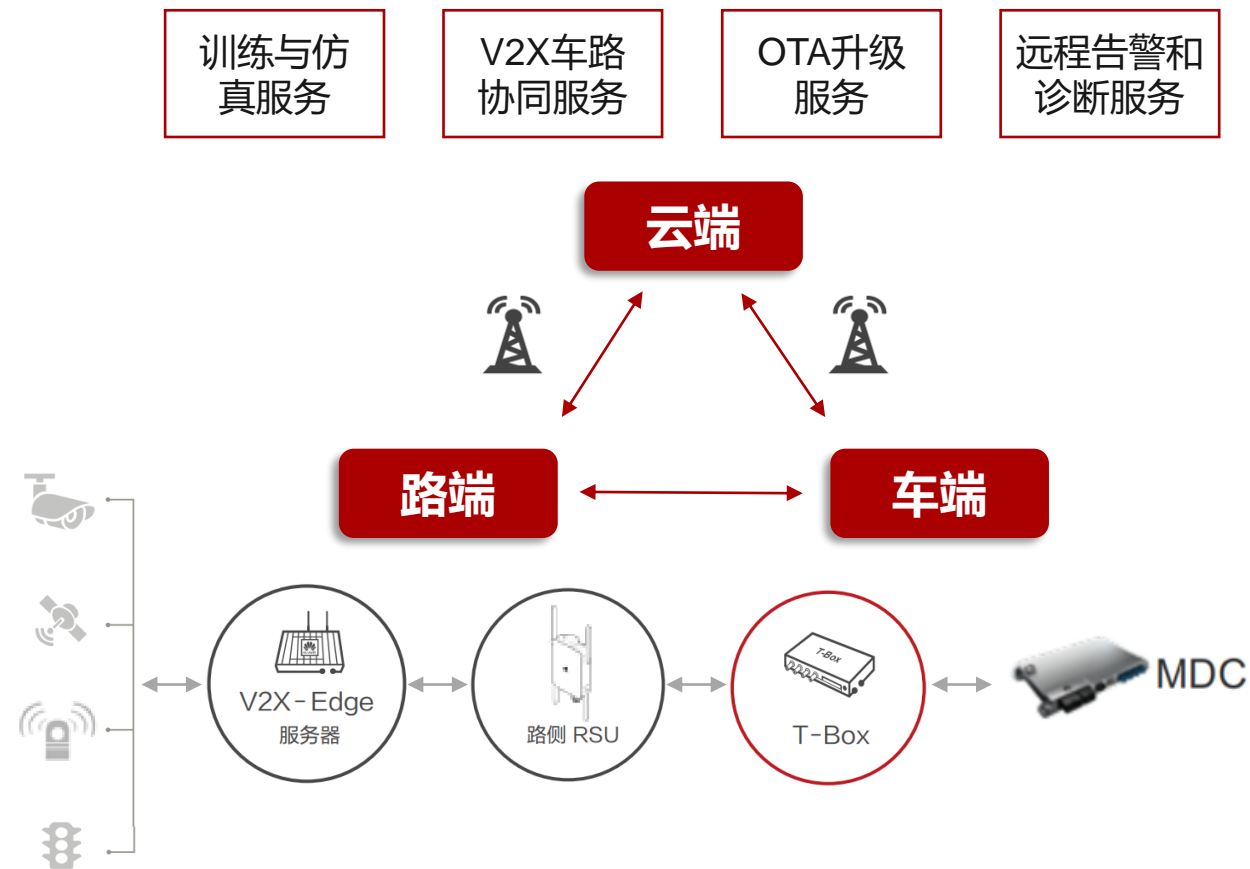 训练与仿
真服务
V2X车路
协同服务
OTA升级
服务
远程告警和
诊断服务
云端
路端
车端
V2X-Edge
服务器
路侧 RSU
T-Box
T-Box
MDC